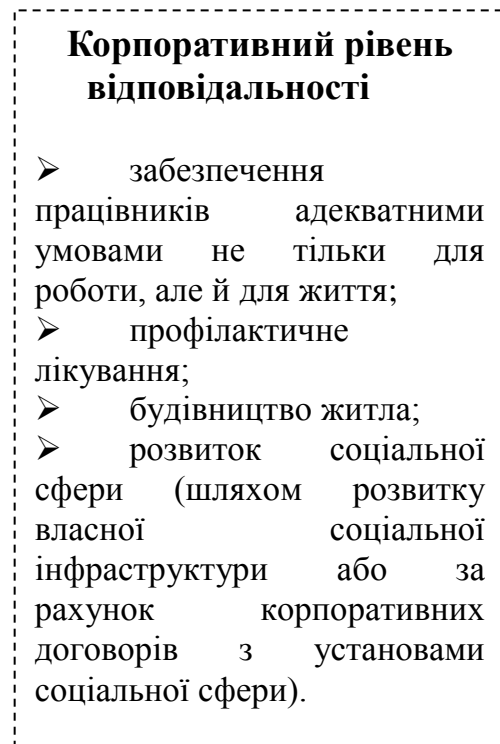 Корпоративний рівень
відповідальності
➢ забезпечення
працівників адекватними
умовами не тільки для
роботи, але й для життя;
➢ профілактичне
лікування;
➢ будівництво житла;
➢ розвиток соціальної
сфери (шляхом розвитку
власної соціальної
інфраструктури або за
рахунок корпоративних
договорів з установами
соціальної сфери).